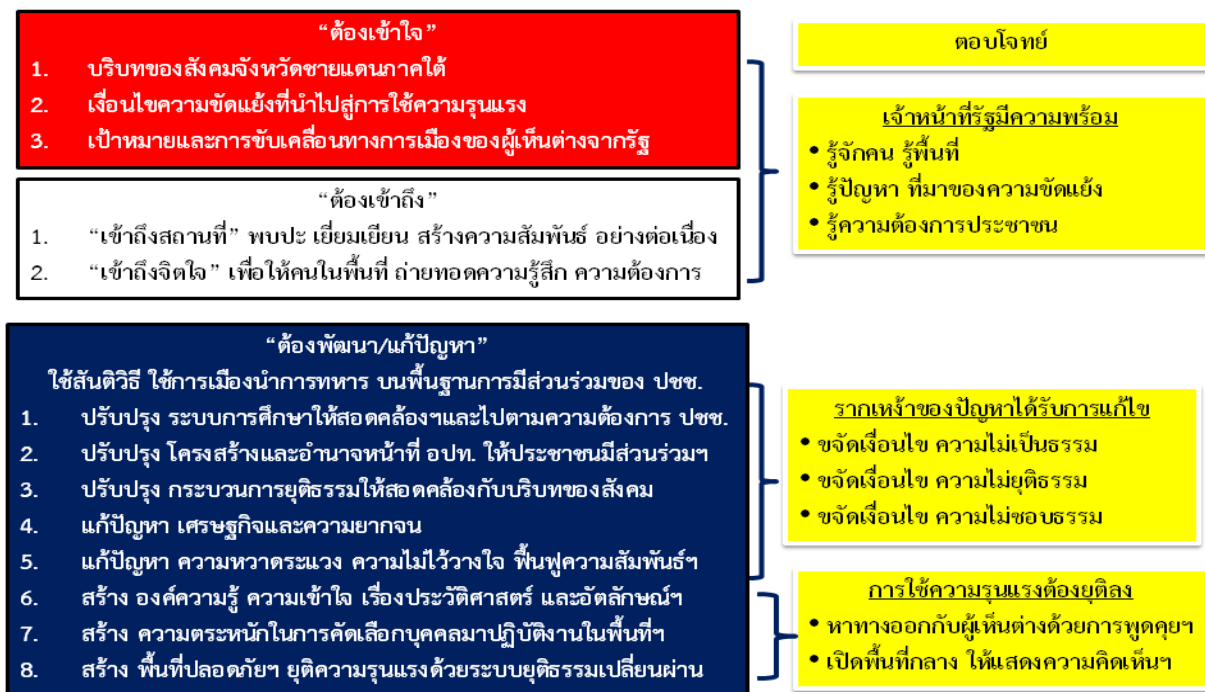 “ต้องเข้าใจ”
1. บริบทของสังคมจังหวัดชายแดนภาคใต้
2. เงื่อนไขความขัดแย้งที่นำไปสู่การใช้ความรุนแรง
3. เป้าหมายและการขับเคลื่อนทางการเมืองของผู้เห็นต่างจากรัฐ
“ต้องเข้าถึง”
1. “เข้าถึงสถานที่” พบปะ เยี่ยมเยียน สร้างความสัมพันธ์ อย่างต่อเนื่อง
2. “เข้าถึงจิตใจ” เพื่อให้คนในพื้นที่ ถ่ายทอดความรู้สึก ความต้องการ
ตอบโจทย์
เจ้าหน้าที่รัฐมีความพร้อม
• รู้จักคน รู้พื้นที่
• รู้ปัญหา ที่มาของความขัดแย้ง
• รู้ความต้องการประชาชน
“ต้องพัฒนา/แก้ปัญหา”
ใช้สันติวิธี ใช้การเมืองนำการทหาร บนพื้นฐานการมีส่วนร่วมของ ปชช.
1. ปรับปรุง ระบบการศึกษาให้สอดคล้องฯและไปตามความต้องการ ปชช.
2. ปรับปรุง โครงสร้างและอำนาจหน้าที่ อปท. ให้ประชาชนมีส่วนร่วมฯ
3. ปรับปรุง กระบวนการยุติธรรมให้สอดคล้องกับบริบทของสังคม
4. แก้ปัญหา เศรษฐกิจและความยากจน
5. แก้ปัญหา ความหวาดระแวง ความไม่ไว้วางใจ ฟื้นฟูความสัมพันธ์ฯ
6. สร้าง องค์ความรู้ ความเข้าใจ เรื่องประวัติศาสตร์ และอัตลักษณ์ฯ
7. สร้าง ความตระหนักในการคัดเลือกบุคคลมาปฏิบัติงานในพื้นที่ฯ
8. สร้าง พื้นที่ปลอดภัยฯ ยุติความรุนแรงด้วยระบบยุติธรรมเปลี่ยนผ่าน
รากเหง้าของปัญหาได้รับการแก้ไข
• ขจัดเงื่อนไข ความไม่เป็นธรรม
• ขจัดเงื่อนไข ความไม่ยุติธรรม
• ขจัดเงื่อนไข ความไม่ชอบธรรม
การใช้ความรุนแรงต้องยุติลง
• หาทางออกกับผู้เห็นต่างด้วยการพูดคุยฯ
• เปิดพื้นที่กลาง ให้แสดงความคิดเห็นฯ